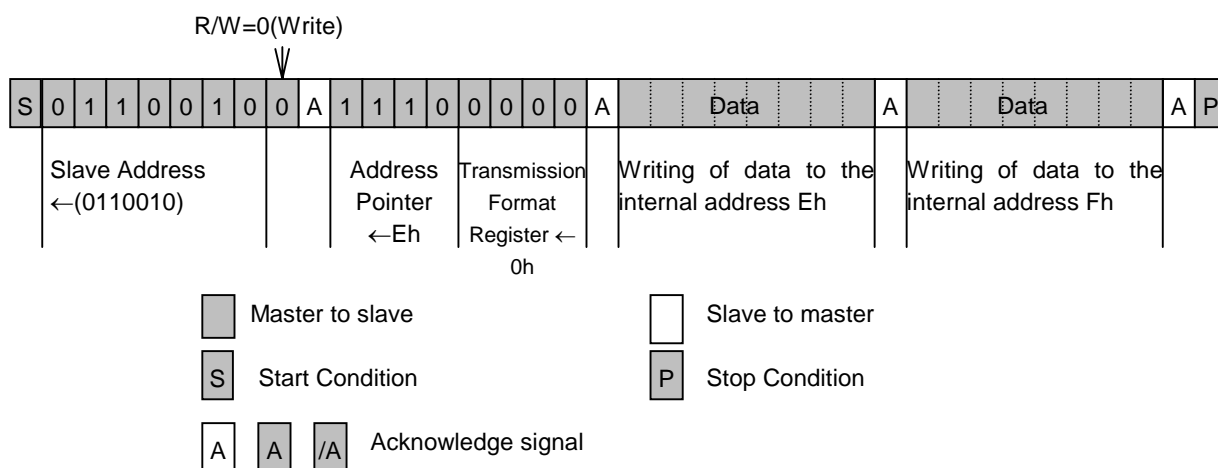 R/W=0(Write)
S 0 1 1 0 0 1 0 0 A 1 1 1 0 0 0 0 0 A Data A Data A P
Slave Address
←(0110010)
Address
Pointer
←Eh
Transmission
Format
Register ←
0h
Writing of data to the
internal address Eh
Writing of data to the
internal address Fh
Master to slave
Slave to master
S Start Condition
P Stop Condition
A A /A Acknowledge signal